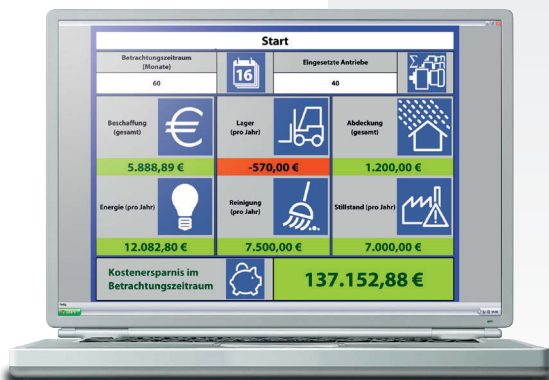 Start
Betrachtungszeitraum
(Monate)
60
16
Eingesetzte Antriebe
40
Σ
Beschaffung
(gesamt)
€
5.888,89 €
Lager
(pro Jahr)
-570,00 €
Abdeckung
(gesamt)
1.200,00 €
Energie (pro Jahr)
12.082,80 €
Reinigung
(pro Jahr)
7.500,00 €
Stillstand (pro Jahr)
7.000,00 €
Kostenersparnis im
Betrachtungszeitraum
137.152,88 €